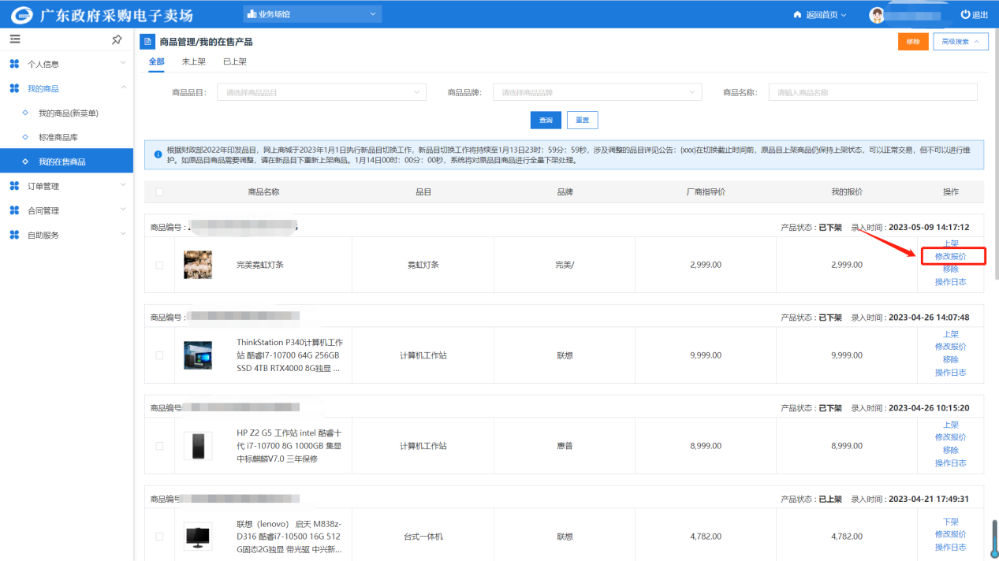 广东政府采购电子卖场
业务场馆
返回首页
退出
个人信息
我的商品
我的商品(新菜单)
标准商品库
我的在售商品
订单管理
合同管理
自助服务
商品管理/我的在售产品
移除
高级搜索
全部 未上架 已上架
商品品目： 请选择商品品目 商品品牌： 请选择商品品牌 商品名称： 请输入商品名称
查询 重置
根据财政部2022年印发品目，网上商城于2023年1月1日执行新品目切换工作，新品目切换工作将持续至1月13日23时：59分：59秒，涉及调整的品目详见公告：(xxx)在切换截止时间前，原品目上架商品仍保持上架状态，可以正常交易，但不可以进行维
护。如原品目商品需要调整，请在新品目下重新上架商品。1月14日00时：00分：00秒，系统将对原品目商品进行全量下架处理。
商品名称 品目 品牌 厂商指导价 我的报价 操作
商品编号 : 产品状态 : 已下架 录入时间 : 2023-05-09 14:17:12
完美霓虹灯条 霓虹灯条 完美/ 2,999.00 2,999.00
上架
修改报价
移除
操作日志
商品编号 : 产品状态 : 已下架 录入时间 : 2023-04-26 14:07:48
ThinkStation P340计算机工作
站 酷睿I7-10700 64G 256GB
SSD 4TB RTX4000 8G独显 ...
计算机工作站 联想 9,999.00 9,999.00
上架
修改报价
移除
操作日志
商品编号 产品状态 : 已下架 录入时间 : 2023-04-26 10:15:20
HP Z2 G5 工作站 intel 酷睿十
代 i7-10700 8G 1000GB 集显
中标麒麟V7.0 三年保修
计算机工作站 惠普 8,999.00 8,999.00
上架
修改报价
移除
操作日志
商品编号 产品状态 : 已上架 录入时间 : 2023-04-21 17:49:31
联想（lenovo） 启天 M838z-
D316 酷睿i7-10500 16G 512
G固态2G独显 带光驱 中兴新...
台式一体机 联想 4,782.00 4,782.00
下架
修改报价
操作日志